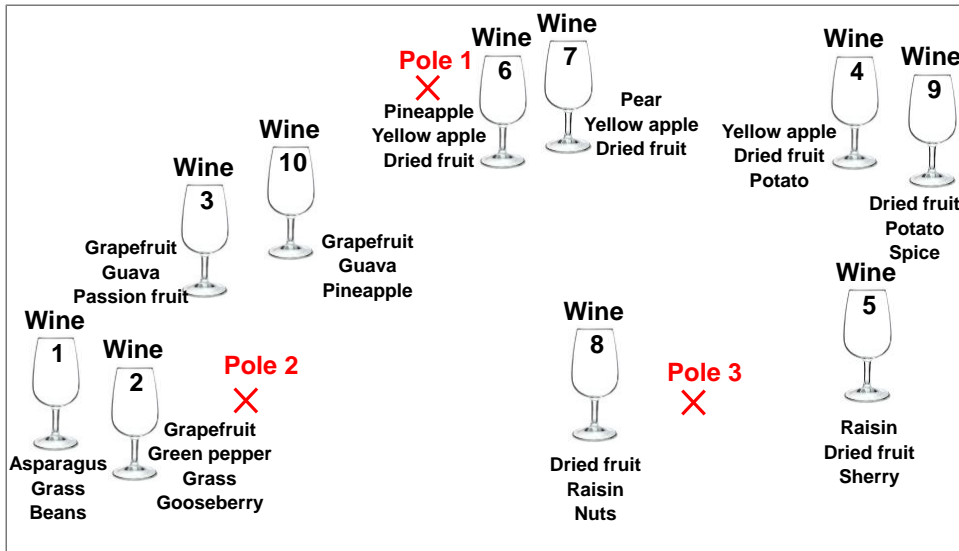 Pole 1
Wine
6
Pineapple
Yellow apple
Dried fruit
Wine
7
Pear
Yellow apple
Dried fruit
Wine
4
Yellow apple
Dried fruit
Potato
Wine
9
Dried fruit
Potato
Spice
Wine
3
Grapefruit
Guava
Passion fruit
Wine
10
Grapefruit
Guava
Pineapple
Wine
1
Asparagus
Grass
Beans
Wine
2
Grapefruit
Green pepper
Grass
Gooseberry
Pole 2
Wine
8
Dried fruit
Raisin
Nuts
Pole 3
Wine
5
Raisin
Dried fruit
Sherry